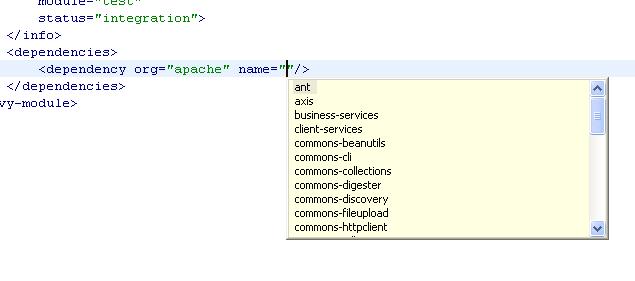 module="test"
status="integration">
</info>
<dependencies>
<dependency org="apache" name=""/>
</dependencies>
vy-module>
ant
axis
business-services
client-services
commons-beanutils
commons-cli
commons-collections
commons-digester
commons-discovery
commons-fileupload
commons-httpclient